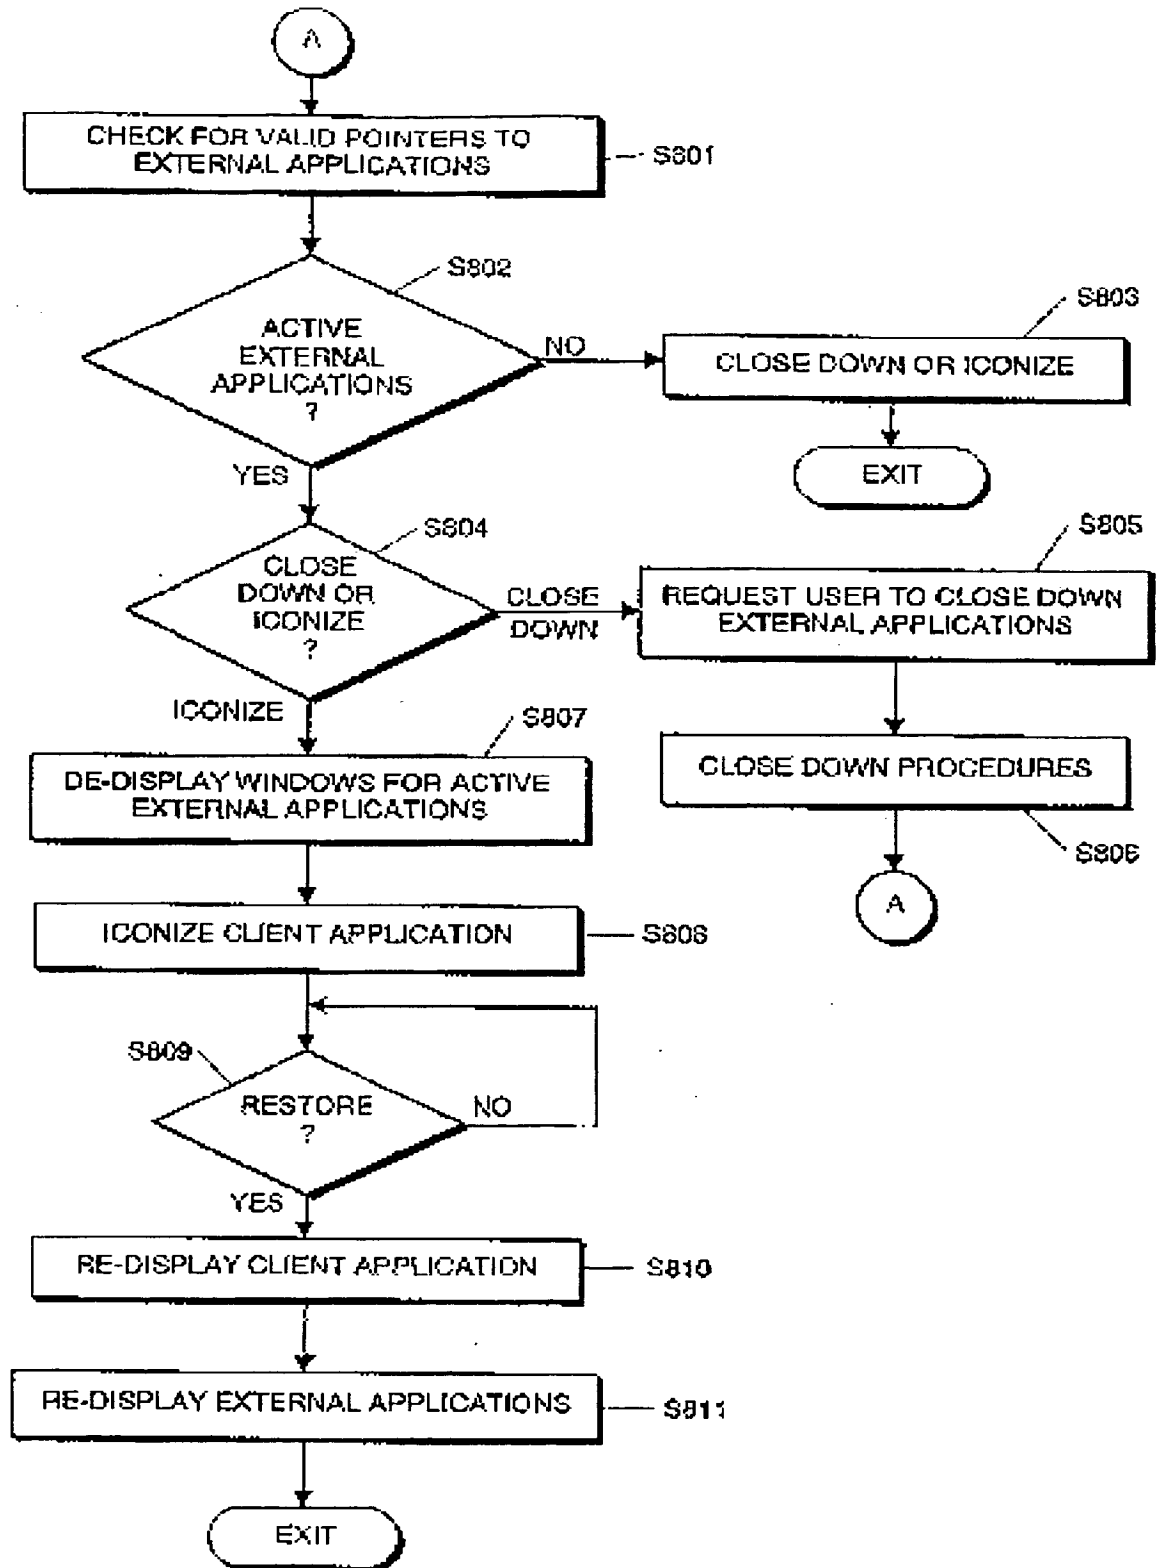 A
CHECK FOR VALID POINTERS TO
EXTERNAL APPLICATIONS
S801
S802
ACTIVE
EXTERNAL
APPLICATIONS
?
NO
S803
CLOSE DOWN OR ICONIZE
EXIT
YES
S804
CLOSE
DOWN OR
ICONIZE
?
CLOSE
DOWN
S805
REQUEST USER TO CLOSE DOWN
EXTERNAL APPLICATIONS
ICONIZE
S807
DE-DISPLAY WINDOWS FOR ACTIVE
EXTERNAL APPLICATIONS
CLOSE DOWN PROCEDURES
S806
A
ICONIZE CLIENT APPLICATION
S808
S809
RESTORE
?
NO
YES
RE-DISPLAY CLIENT APPLICATION
S810
RE-DISPLAY EXTERNAL APPLICATIONS
S811
EXIT